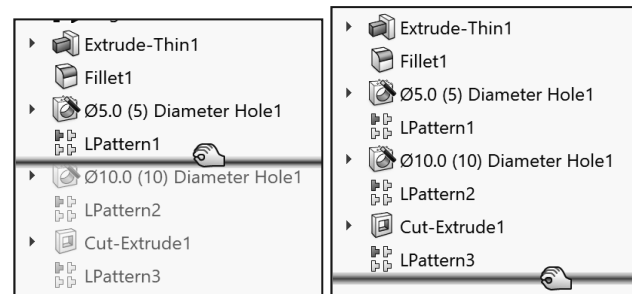 Extrude-Thin1
Fillet1
Ø5.0 (5) Diameter Hole1
LPattern1
Ø10.0 (10) Diameter Hole1
LPattern2
Cut-Extrude1
LPattern3
Extrude-Thin1
Fillet1
Ø5.0 (5) Diameter Hole1
LPattern1
Ø10.0 (10) Diameter Hole1
LPattern2
Cut-Extrude1
LPattern3